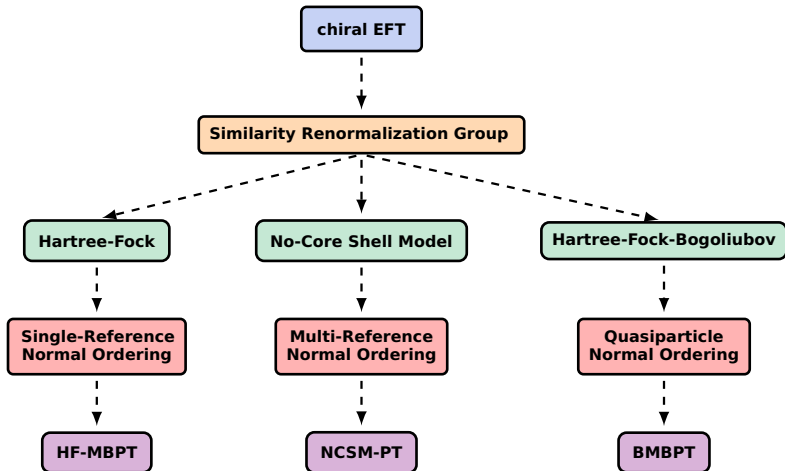 chiral EFT
Similarity Renormalization Group
Hartree-Fock
No-Core Shell Model
Hartree-Fock-Bogoliubov
Single-Reference
Normal Ordering
Multi-Reference
Normal Ordering
Quasiparticle
Normal Ordering
HF-MBPT
NCSM-PT
BMBPT